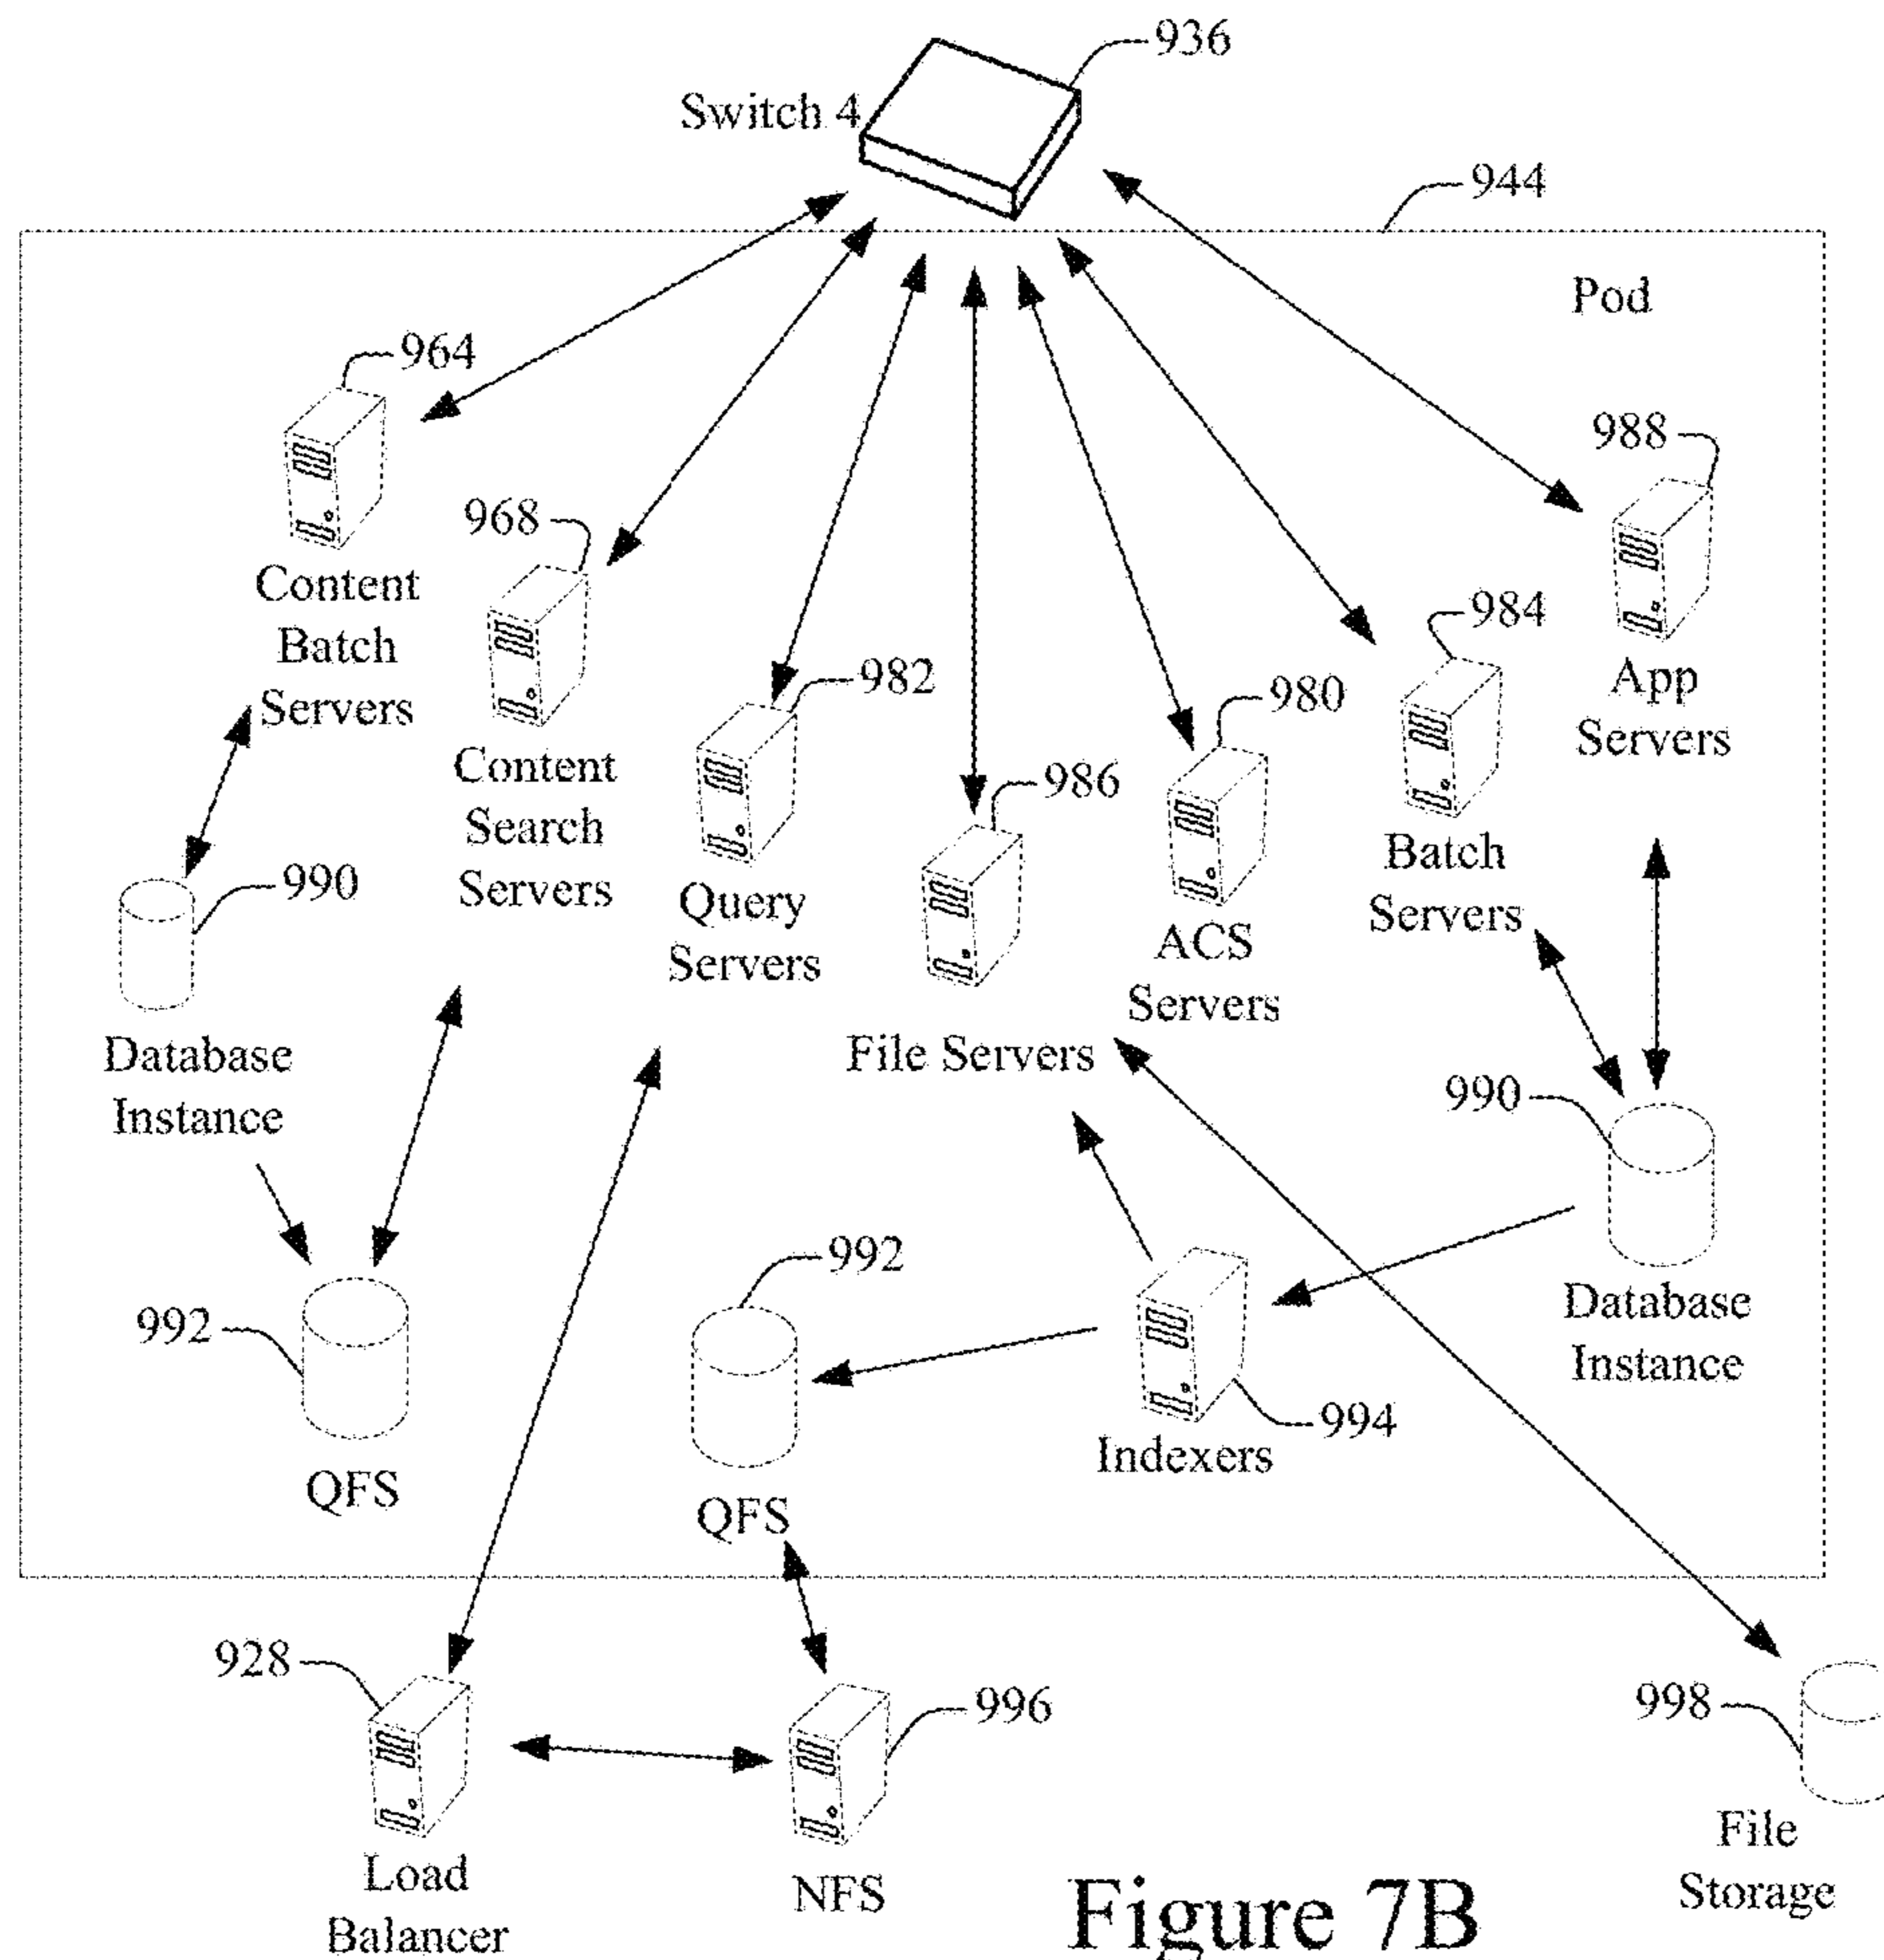 936
Switch 4
944
Pod
964
988
968
Content
Batch
Servers
984
982
980
App
Servers
Content
Search
Servers
986
Batch
Servers
990
Query
Servers
ACS
Servers
Database
Instance
File Servers
990
992
992
Database
Instance
994
Indexers
QFS
QFS
928
996
998
Load
Balancer
NFS
File
Storage
Figure 7B